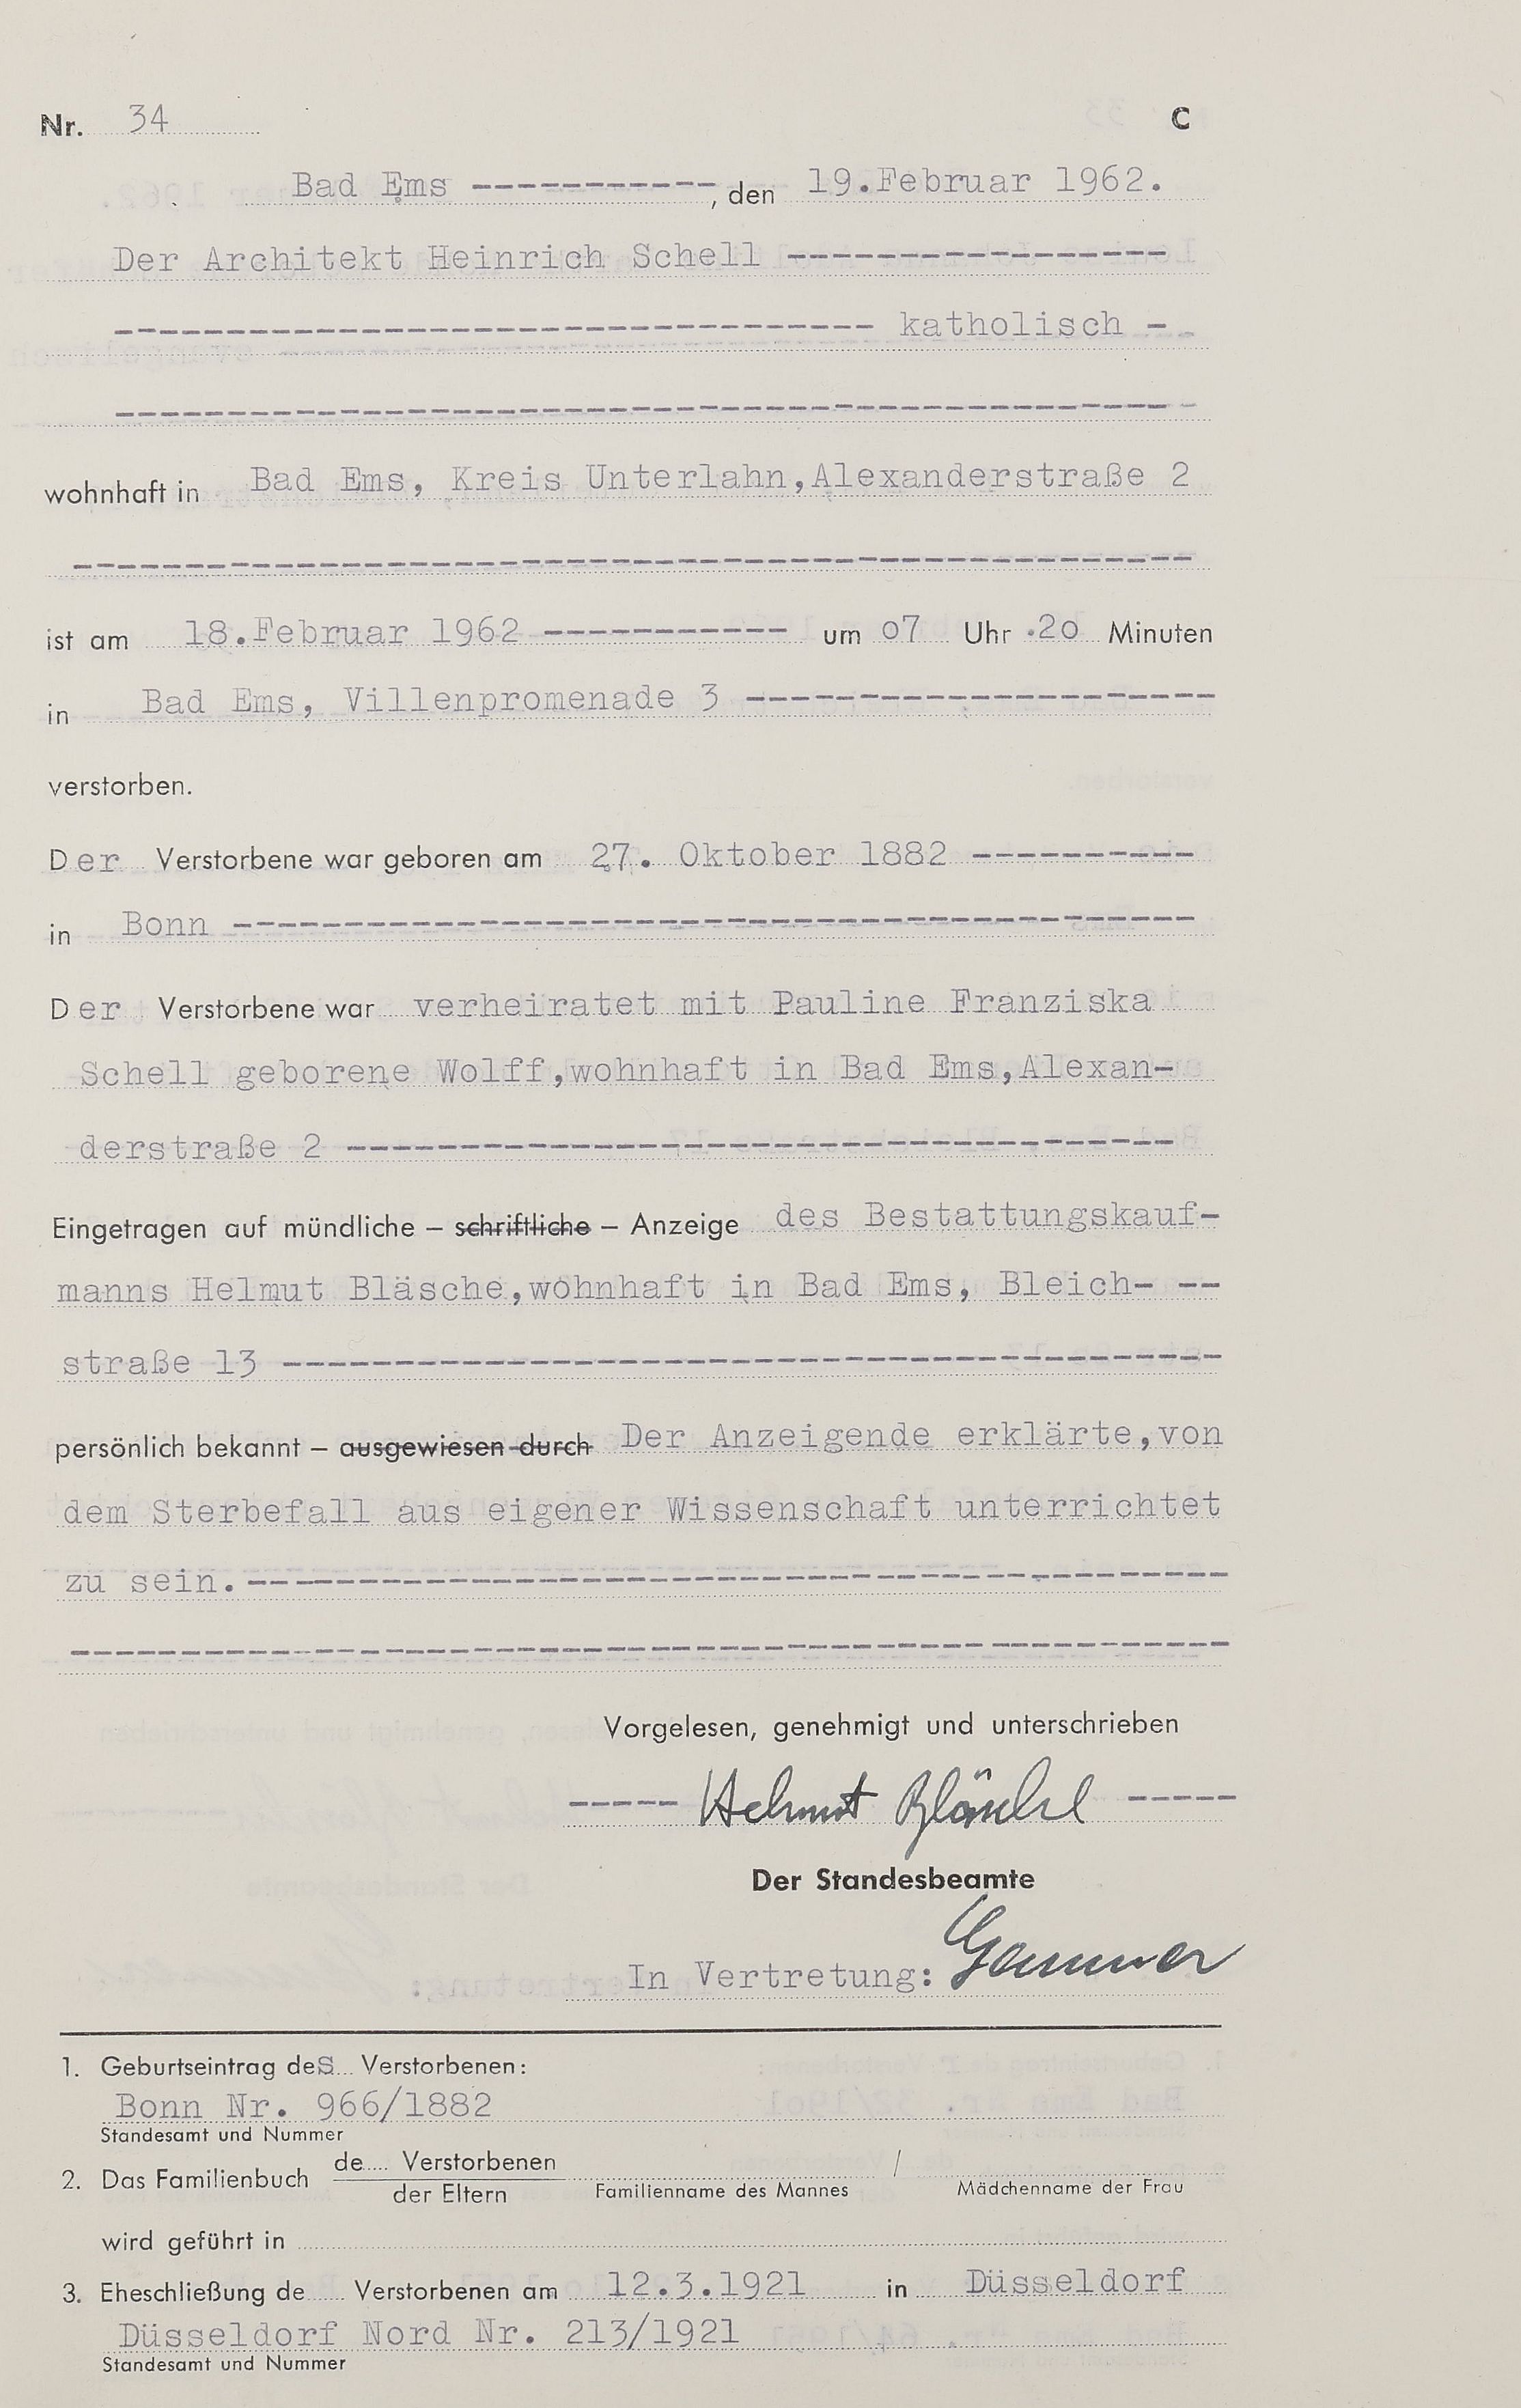 Nr. 34 C
Bad Ems -----------, den 19.Februar 1962.
Der Architekt Heinrich Schell -----------------
---------------------------------- katholisch --
------------------------------------------------
wohnhaft in Bad Ems, Kreis Unterlahn,Alexanderstraße 2
--------------------------------------------------
ist am 18.Februar 1962 ----------- um 07 Uhr 20 Minuten
in Bad Ems, Villenpromenade 3 ---------------------
verstorben.
Der Verstorbene war geboren am 27. Oktober 1882 ----------
in Bonn -------------------------------------------
Der Verstorbene war verheiratet mit Pauline Franziska
Schell geborene Wolff,wohnhaft in Bad Ems,Alexan-
derstraße 2 -------------------------------------
Eingetragen auf mündliche – schriftliche – Anzeige des Bestattungskauf-
manns Helmut Bläsche,wohnhaft in Bad Ems, Bleich- --
straße 13 ------------------------------------------
persönlich bekannt – ausgewiesen durch Der Anzeigende erklärte,von
dem Sterbefall aus eigener Wissenschaft unterrichtet
zu sein.--------------------------------------------
----------------------------------------------------
Vorgelesen, genehmigt und unterschrieben
----- Helmut Bläsche -----
Der Standesbeamte
In Vertretung: Gemmer
1. Geburtseintrag des Verstorbenen:
Bonn Nr. 966/1882
Standesamt und Nummer
2. Das Familienbuch de.... Verstorbenen /
der Eltern Familienname des Mannes Mädchenname der Frau
wird geführt in
3. Eheschließung de.... Verstorbenen am 12.3.1921 in Düsseldorf
Düsseldorf Nord Nr. 213/1921
Standesamt und Nummer